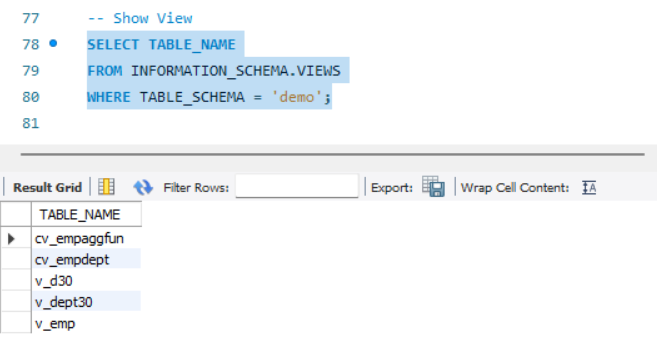 77 -- Show View
78 SELECT TABLE_NAME
79 FROM INFORMATION_SCHEMA.VIEWS
80 WHERE TABLE_SCHEMA = 'demo';
81
Result Grid Filter Rows: Export: Wrap Cell Content: IA
TABLE_NAME
cv_empaggfun
cv_empdept
v_d30
v_dept30
v_emp